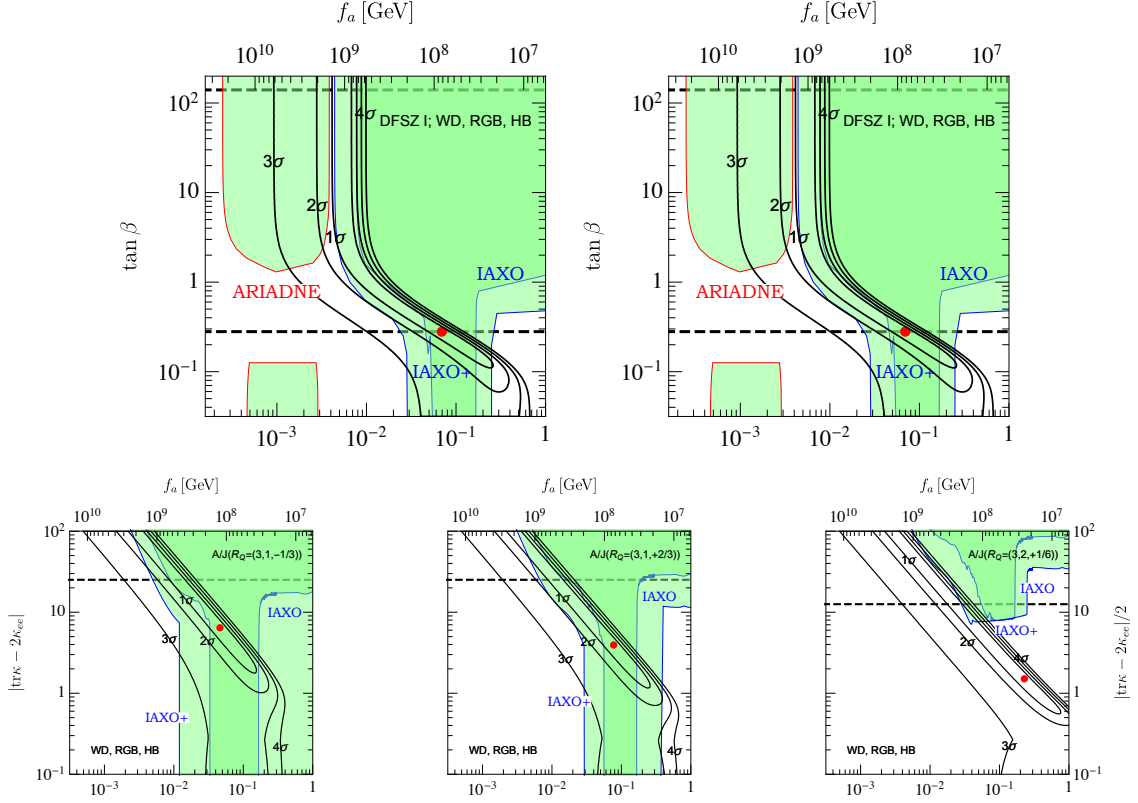 f_a [GeV]
f_a [GeV]
10^10 10^9 10^8 10^7
10^10 10^9 10^8 10^7
10^2
10
1
10^-1
tan β
4σ
DFSZ I; WD, RGB, HB
3σ
2σ
1σ
ARIADNE
IAXO
IAXO+
10^-3 10^-2 10^-1 1
10^2
10
1
10^-1
tan β
4σ
DFSZ I; WD, RGB, HB
3σ
2σ
1σ
ARIADNE
IAXO
IAXO+
10^-3 10^-2 10^-1 1
f_a [GeV]
10^10 10^9 10^8 10^7
10^2
10
1
10^-1
|trκ − 2κ_ee|
A/J(R_Q=(3,1,-1/3))
1σ
IAXO
3σ
2σ
IAXO+
WD, RGB, HB
4σ
10^-3 10^-2 10^-1 1
f_a [GeV]
10^10 10^9 10^8 10^7
10^2
10
1
10^-1
A/J(R_Q=(3,1,+2/3))
IAXO
1σ
2σ
3σ
IAXO+
WD, RGB, HB
4σ
10^-3 10^-2 10^-1 1
f_a [GeV]
10^10 10^9 10^8 10^7
A/J(R_Q=(3,2,+1/6))
1σ
IAXO
IAXO+
2σ
4σ
3σ
WD, RGB, HB
10^2
10
1
10^-1
|trκ − 2κ_ee|/2
10^-3 10^-2 10^-1 1